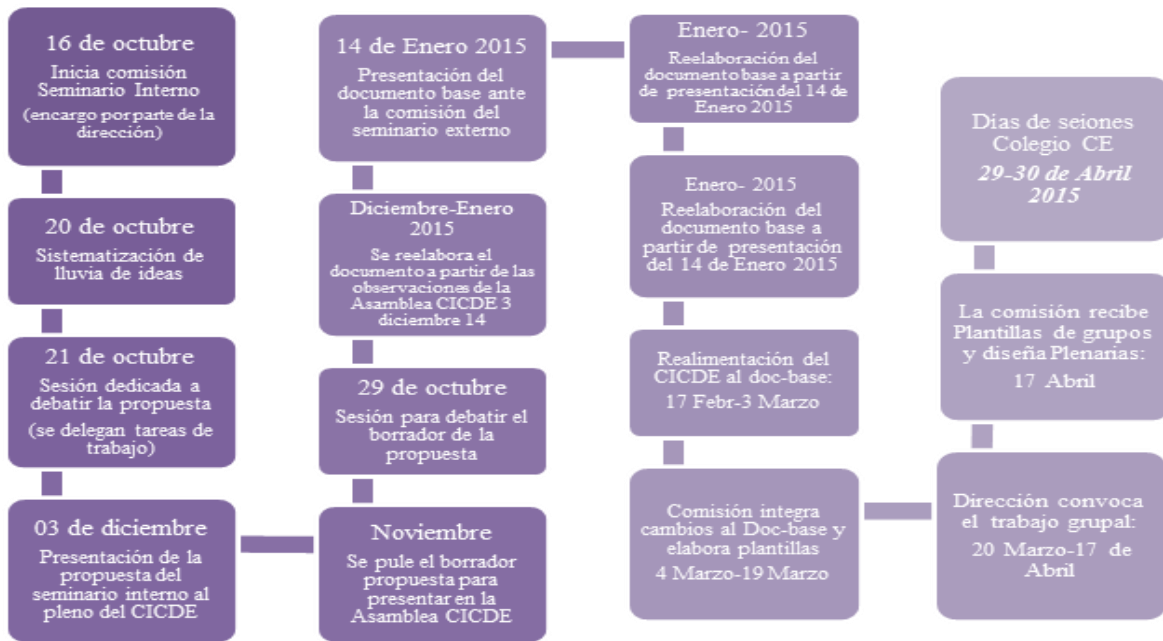 16 de octubre
Inicia comisión
Seminario Interno
(encargo por parte de la
dirección)
20 de octubre
Sistematización de
lluvia de ideas
21 de octubre
Sesión dedicada a
debatir la propuesta
(se delegan tareas de
trabajo)
03 de diciembre
Presentación de la
propuesta del
seminario interno al
pleno del CICDE
Noviembre
Se pule el borrador
propuesta para
presentar en la
Asamblea CICDE
29 de octubre
Sesión para debatir el
borrador de la
propuesta
Diciembre-Enero
2015
Se reelabora el
documento a partir de las
observaciones de la
Asamblea CICDE 3
diciembre 14
14 de Enero 2015
Presentación del
documento base ante
la comisión del
seminario externo
Enero- 2015
Reelaboración del
documento base a partir
de presentación del 14 de
Enero 2015
Enero- 2015
Reelaboración del
documento base a
partir de presentación
del 14 de Enero 2015
Realimentación del
CICDE al doc-base:
17 Febr-3 Marzo
Comisión integra
cambios al Doc-base y
elabora plantillas
4 Marzo-19 Marzo
Dirección convoca
el trabajo grupal:
20 Marzo-17 de
Abril
La comisión recibe
Plantillas de grupos
y diseña Plenarias:
17 Abril
Días de seiones
Colegio CE
29-30 de Abril
2015